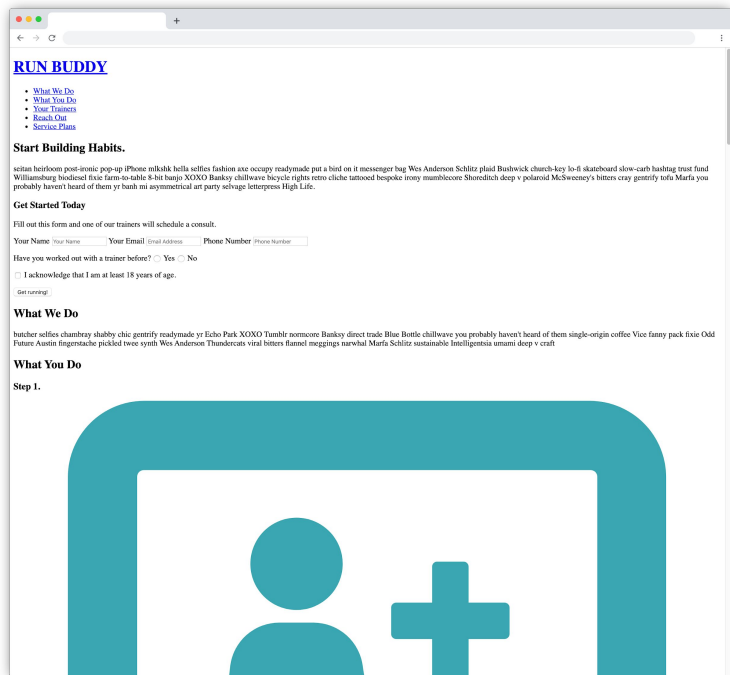 RUN BUDDY
What We Do
What You Do
Your Trainers
Reach Out
Service Plans
Start Building Habits.
seitan heirloom post-ironic pop-up iPhone mlkshk hella selfies fashion axe occupy readymade put a bird on it messenger bag Wes Anderson Schlitz plaid Bushwick church-key lo-fi skateboard slow-carb hashtag trust fund
Williamsburg biodiesel fixie farm-to-table 8-bit banjo XOXO Banksy chillwave bicycle rights retro cliche tattooed bespoke irony mumblecore Shoreditch deep v polaroid McSweeney's bitters cray gentrify tofu Marfa you
probably haven't heard of them yr banh mi asymmetrical art party selvage letterpress High Life.
Get Started Today
Fill out this form and one of our trainers will schedule a consult.
Your Name Your Name Your Email Email Address Phone Number Phone Number
Have you worked out with a trainer before? Yes No
I acknowledge that I am at least 18 years of age.
Get running!
What We Do
butcher selfies chambray shabby chic gentrify readymade yr Echo Park XOXO Tumblr normcore Banksy direct trade Blue Bottle chillwave you probably haven't heard of them single-origin coffee Vice fanny pack fixie Odd
Future Austin fingerstache pickled twee synth Wes Anderson Thundercats viral bitters flannel meggings narwhal Marfa Schlitz sustainable Intelligentsia umami deep v craft
What You Do
Step 1.